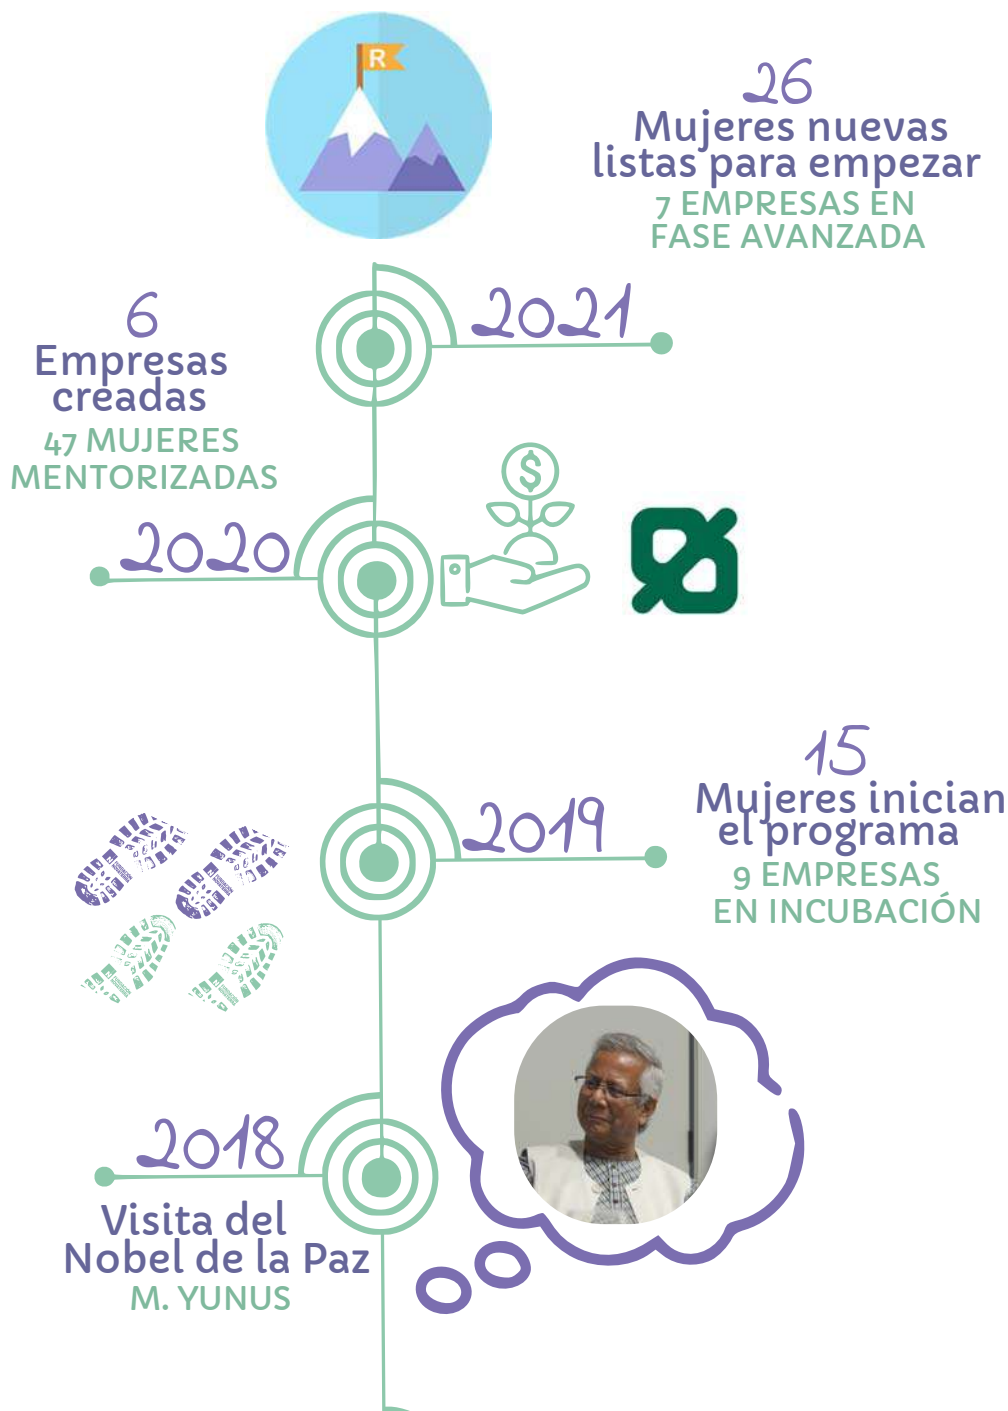 R
26
Mujeres nuevas
listas para empezar
7 EMPRESAS EN
FASE AVANZADA
2021
6
Empresas
creadas
47 MUJERES
MENTORIZADAS
2020
$
15
Mujeres inician
el programa
9 EMPRESAS
EN INCUBACIÓN
2019
2018
Visita del
Nobel de la Paz
M. YUNUS